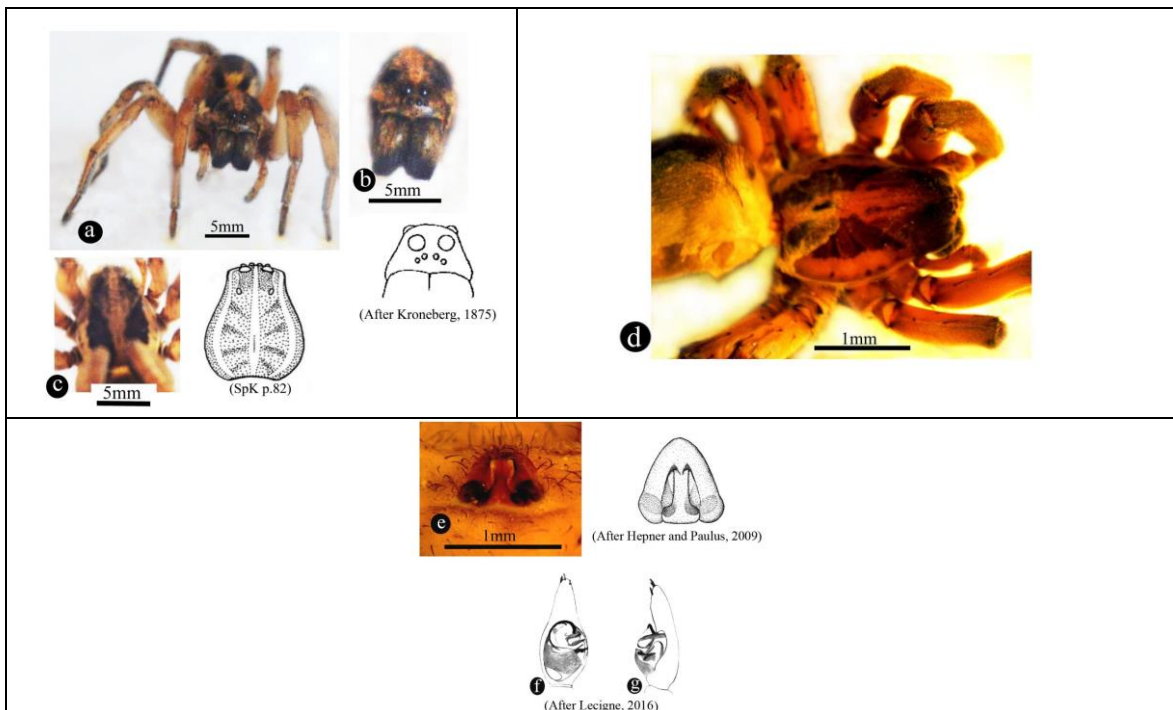 a
5mm
b
5mm
(After Kroneberg, 1875)
c
5mm
(SpK p.82)
d
1mm
e
1mm
(After Hepner and Paulus, 2009)
f
g
(After Lecigne, 2016)